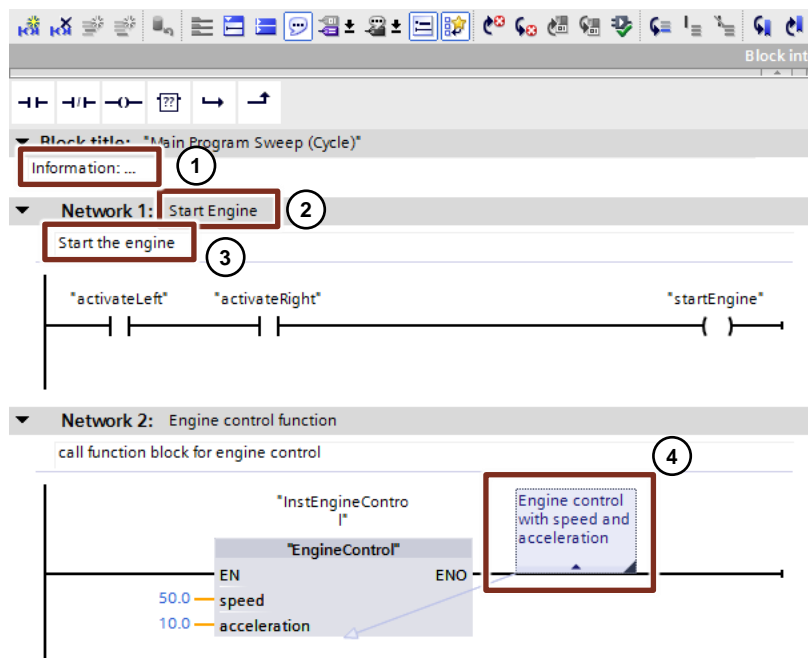 Block int
??
Block title: "Main Program Sweep (Cycle)"
Information: ...
1
Network 1: Start Engine
2
Start the engine
3
"activateLeft" "activateRight" "startEngine"
Network 2: Engine control function
call function block for engine control
4
"InstEngineContro
l"
Engine control
with speed and
acceleration
"EngineControl"
EN ENO
50.0 speed
10.0 acceleration